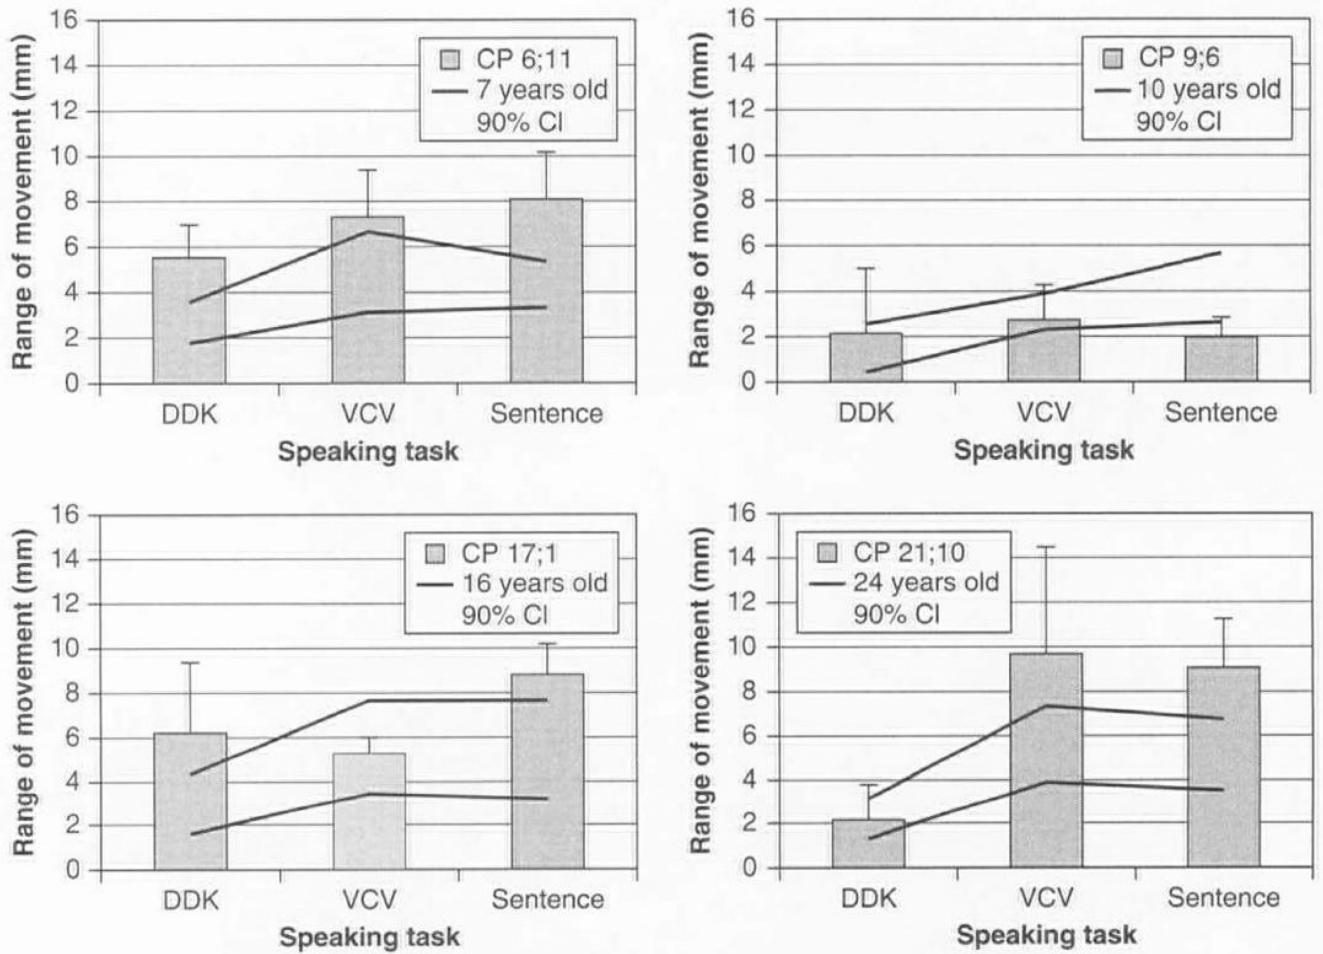 Range of movement (mm)
16
14
12
10
8
6
4
2
0
CP 6;11
7 years old
90% CI
DDK
VCV
Sentence
Speaking task
Range of movement (mm)
16
14
12
10
8
6
4
2
0
CP 9;6
10 years old
90% CI
DDK
VCV
Sentence
Speaking task
Range of movement (mm)
16
14
12
10
8
6
4
2
0
CP 17;1
16 years old
90% CI
DDK
VCV
Sentence
Speaking task
Range of movement (mm)
16
14
12
10
8
6
4
2
0
CP 21;10
24 years old
90% CI
DDK
VCV
Sentence
Speaking task